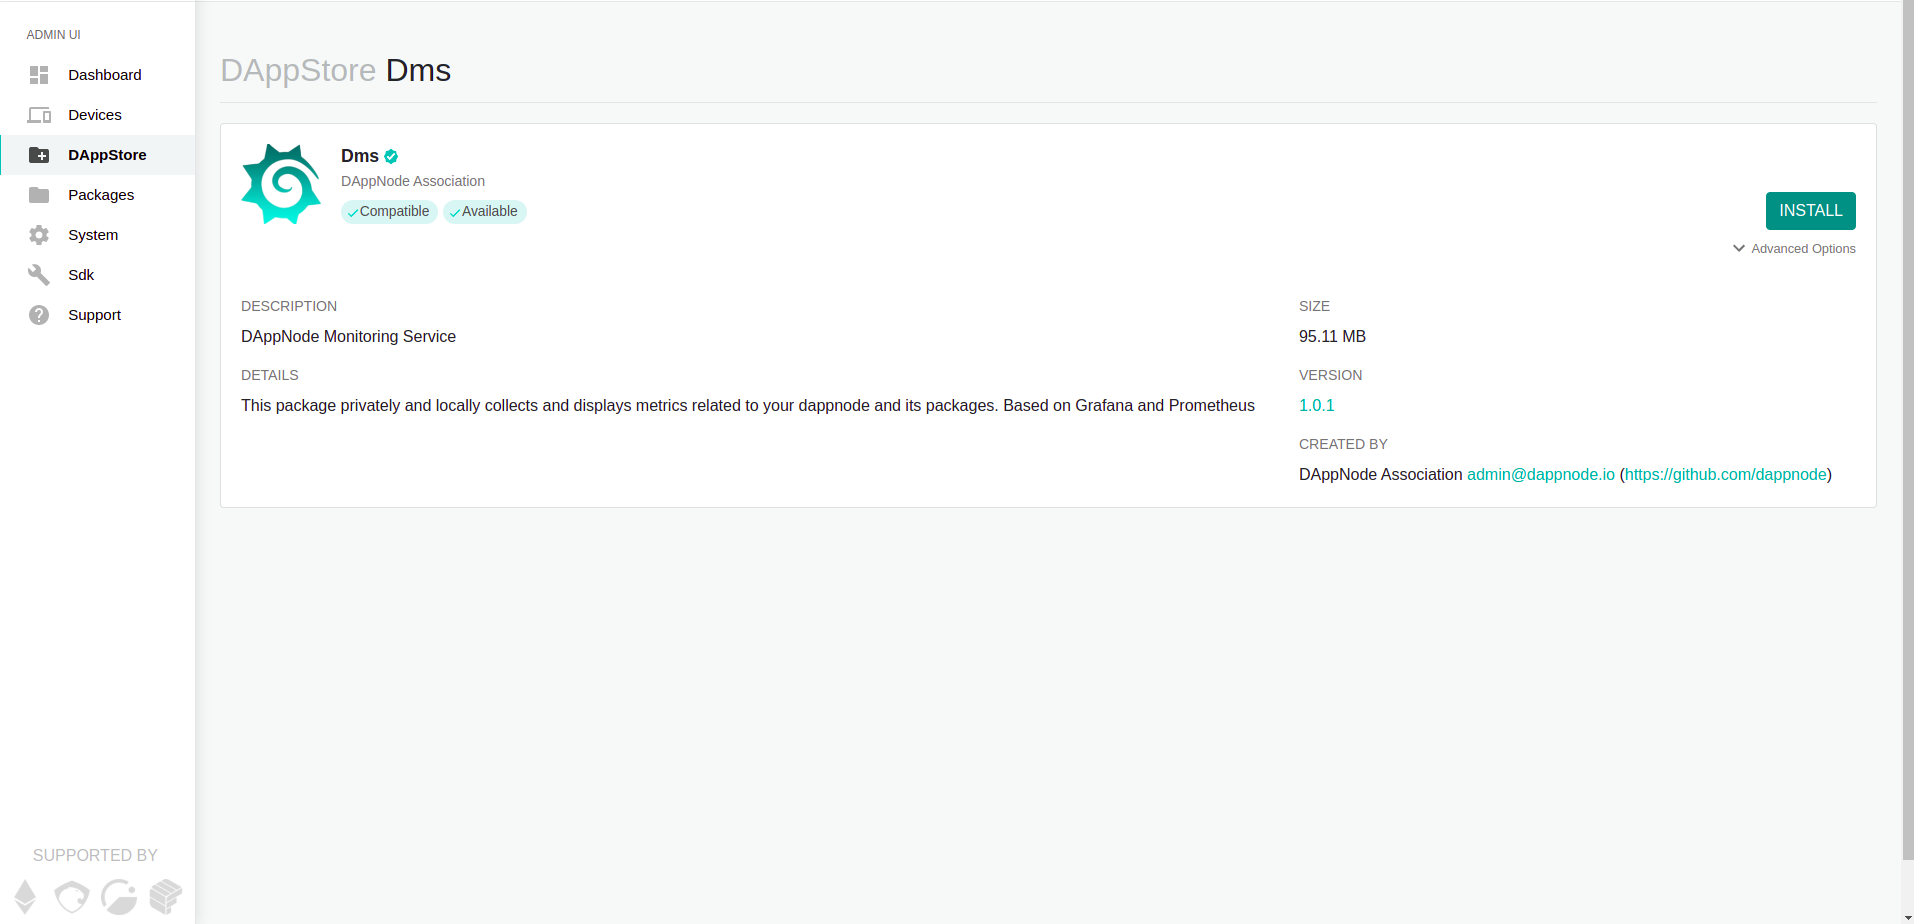 ADMIN UI
Dashboard
Devices
DAppStore
Packages
System
Sdk
Support
SUPPORTED BY
DAppStore Dms
Dms
DAppNode Association
Compatible Available
INSTALL
Advanced Options
DESCRIPTION
DAppNode Monitoring Service
DETAILS
This package privately and locally collects and displays metrics related to your dappnode and its packages. Based on Grafana and Prometheus
SIZE
95.11 MB
VERSION
1.0.1
CREATED BY
DAppNode Association admin@dappnode.io (https://github.com/dappnode)